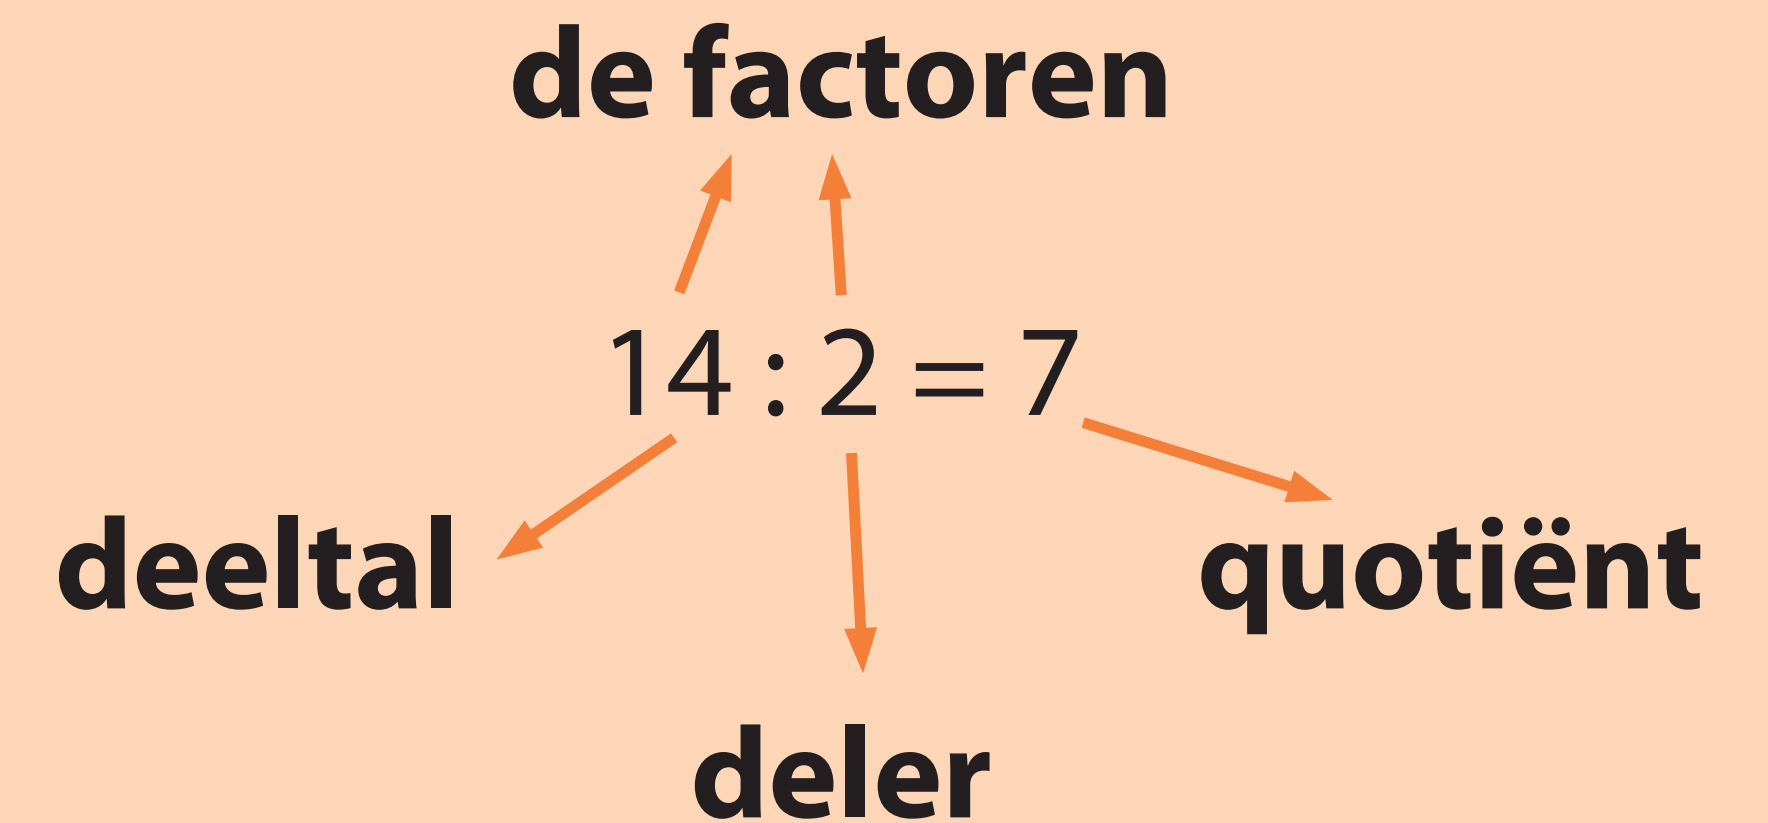 de factoren
14 : 2 = 7
deeltal
quotiënt
deler